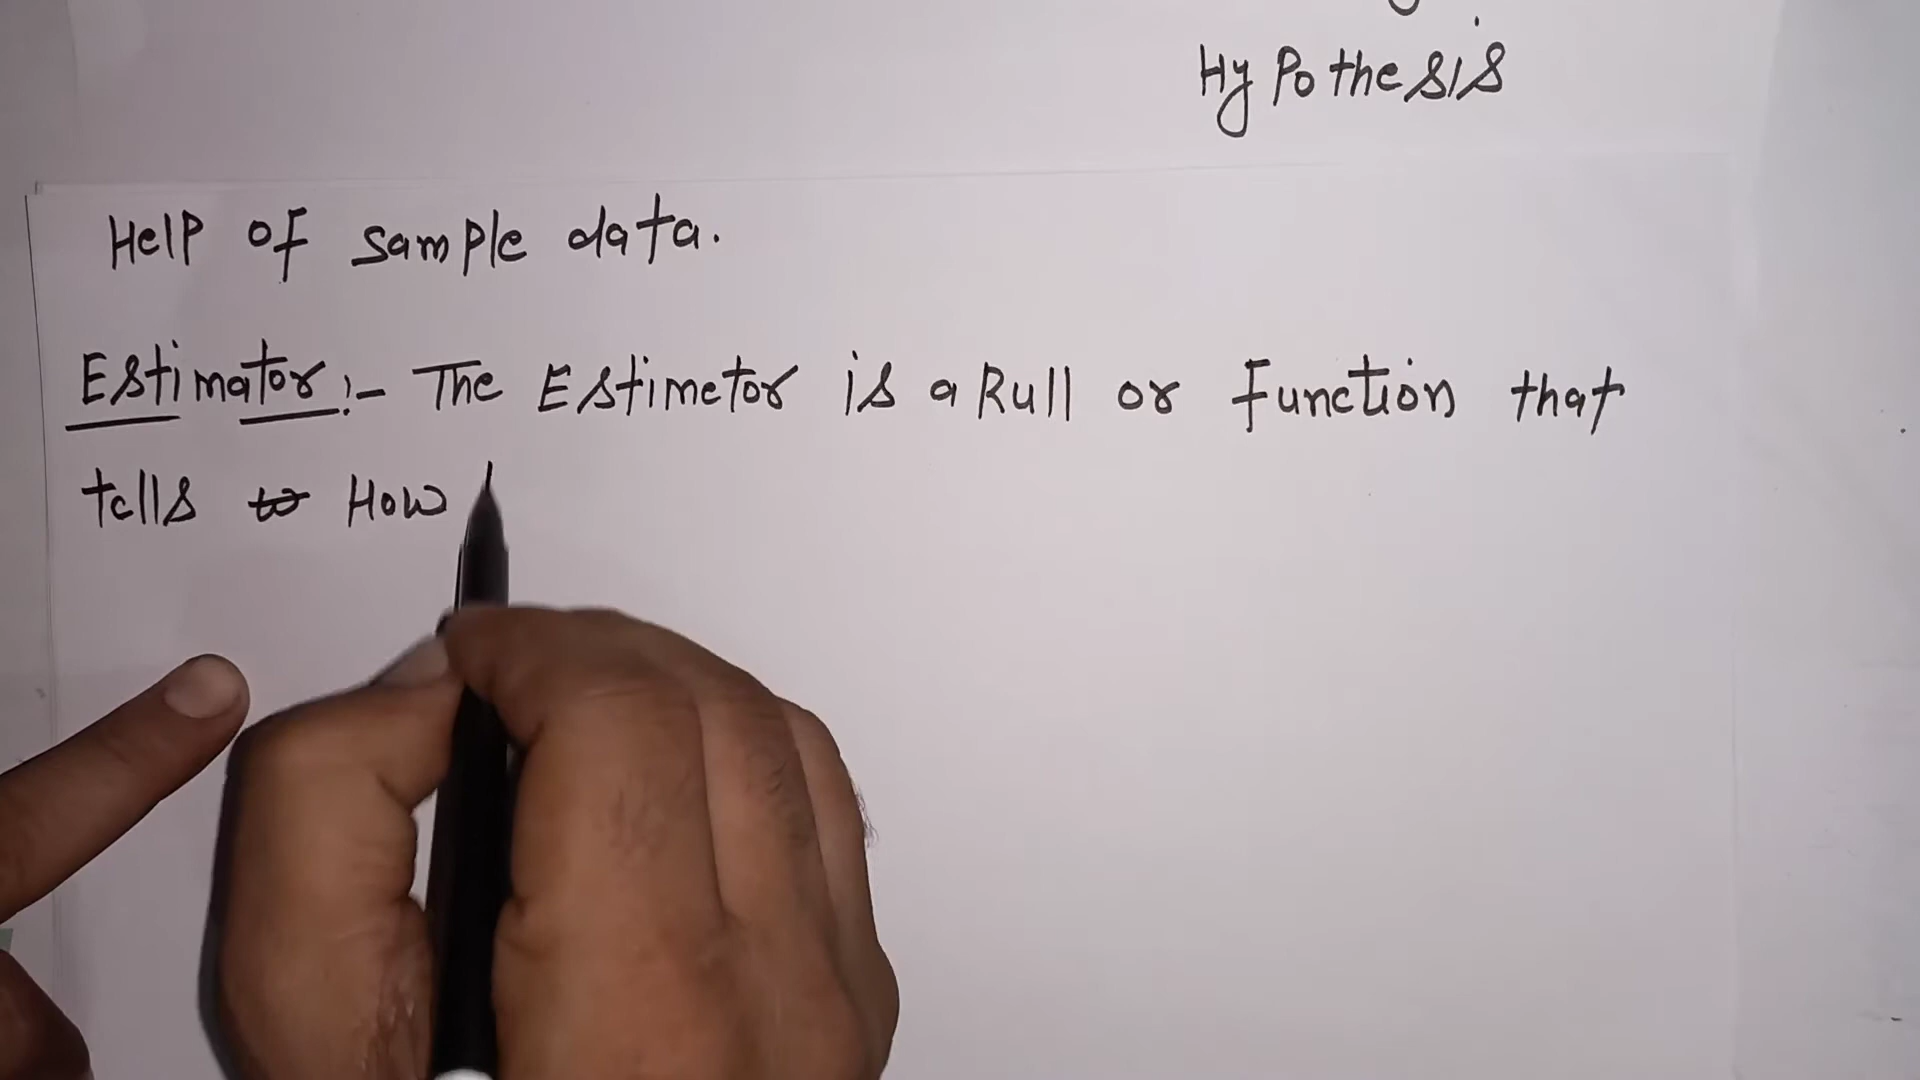 Hypothesis
Help of sample data.
Estimator:- The Estimetor is a Rull or Function that
tells to How